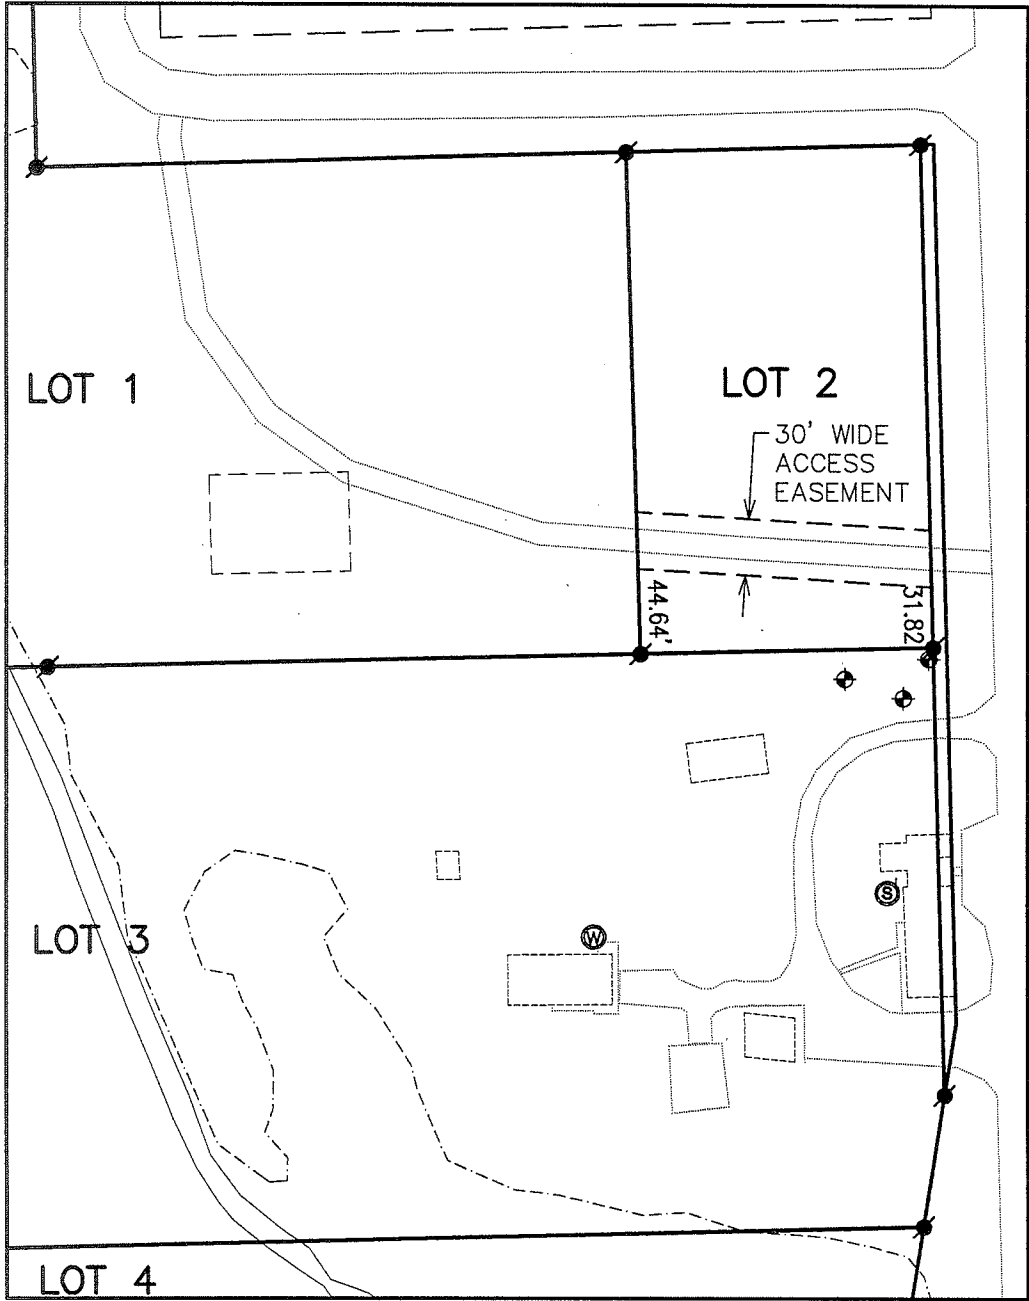 LOT 1
LOT 2
30' WIDE
ACCESS
EASEMENT
44.64'
31.82
LOT 3
S
W
LOT 4